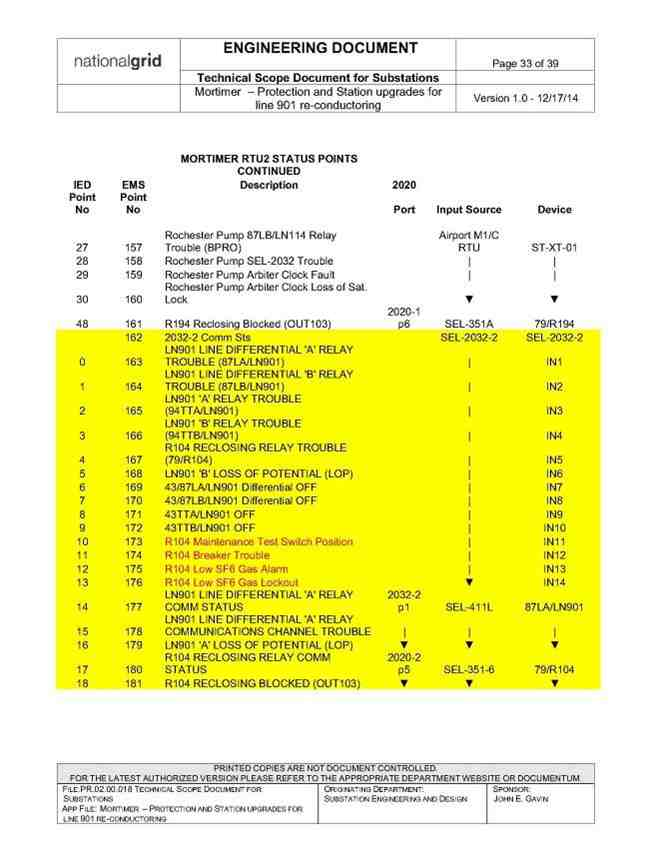 nationalgrid
ENGINEERING DOCUMENT
Page 33 of 39
Technical Scope Document for Substations
Mortimer – Protection and Station upgrades for
line 901 re-conductoring
Version 1.0 - 12/17/14
MORTIMER RTU2 STATUS POINTS
CONTINUED
IED EMS Description 2020
Point Point
No No Port Input Source Device
Rochester Pump 87LB/LN114 Relay Airport M1/C
27 157 Trouble (BPRO) RTU ST-XT-01
28 158 Rochester Pump SEL-2032 Trouble | |
29 159 Rochester Pump Arbiter Clock Fault | |
Rochester Pump Arbiter Clock Loss of Sat.
30 160 Lock ▼ ▼
2020-1
48 161 R194 Reclosing Blocked (OUT103) p6 SEL-351A 79/R194
162 2032-2 Comm Sts SEL-2032-2 SEL-2032-2
LN901 LINE DIFFERENTIAL 'A' RELAY
0 163 TROUBLE (87LA/LN901) | IN1
LN901 LINE DIFFERENTIAL 'B' RELAY
1 164 TROUBLE (87LB/LN901) | IN2
LN901 'A' RELAY TROUBLE
2 165 (94TTA/LN901) | IN3
LN901 'B' RELAY TROUBLE
3 166 (94TTB/LN901) | IN4
R104 RECLOSING RELAY TROUBLE
4 167 (79/R104) | IN5
5 168 LN901 'B' LOSS OF POTENTIAL (LOP) | IN6
6 169 43/87LA/LN901 Differential OFF | IN7
7 170 43/87LB/LN901 Differential OFF | IN8
8 171 43TTA/LN901 OFF | IN9
9 172 43TTB/LN901 OFF | IN10
10 173 R104 Maintenance Test Switch Position | IN11
11 174 R104 Breaker Trouble | IN12
12 175 R104 Low SF6 Gas Alarm | IN13
13 176 R104 Low SF6 Gas Lockout ▼ IN14
LN901 LINE DIFFERENTIAL 'A' RELAY 2032-2
14 177 COMM STATUS p1 SEL-411L 87LA/LN901
LN901 LINE DIFFERENTIAL 'A' RELAY
15 178 COMMUNICATIONS CHANNEL TROUBLE | | |
16 179 LN901 'A' LOSS OF POTENTIAL (LOP) ▼ ▼ ▼
R104 RECLOSING RELAY COMM 2020-2
17 180 STATUS p5 SEL-351-6 79/R104
18 181 R104 RECLOSING BLOCKED (OUT103) ▼ ▼ ▼
PRINTED COPIES ARE NOT DOCUMENT CONTROLLED.
FOR THE LATEST AUTHORIZED VERSION PLEASE REFER TO THE APPROPRIATE DEPARTMENT WEBSITE OR DOCUMENTUM
FILE:PR.02.00.018 TECHNICAL SCOPE DOCUMENT FOR
SUBSTATIONS
APP FILE: MORTIMER – PROTECTION AND STATION UPGRADES FOR
LINE 901 RE-CONDUCTORING
ORIGINATING DEPARTMENT:
SUBSTATION ENGINEERING AND DESIGN
SPONSOR:
JOHN E. GAVIN